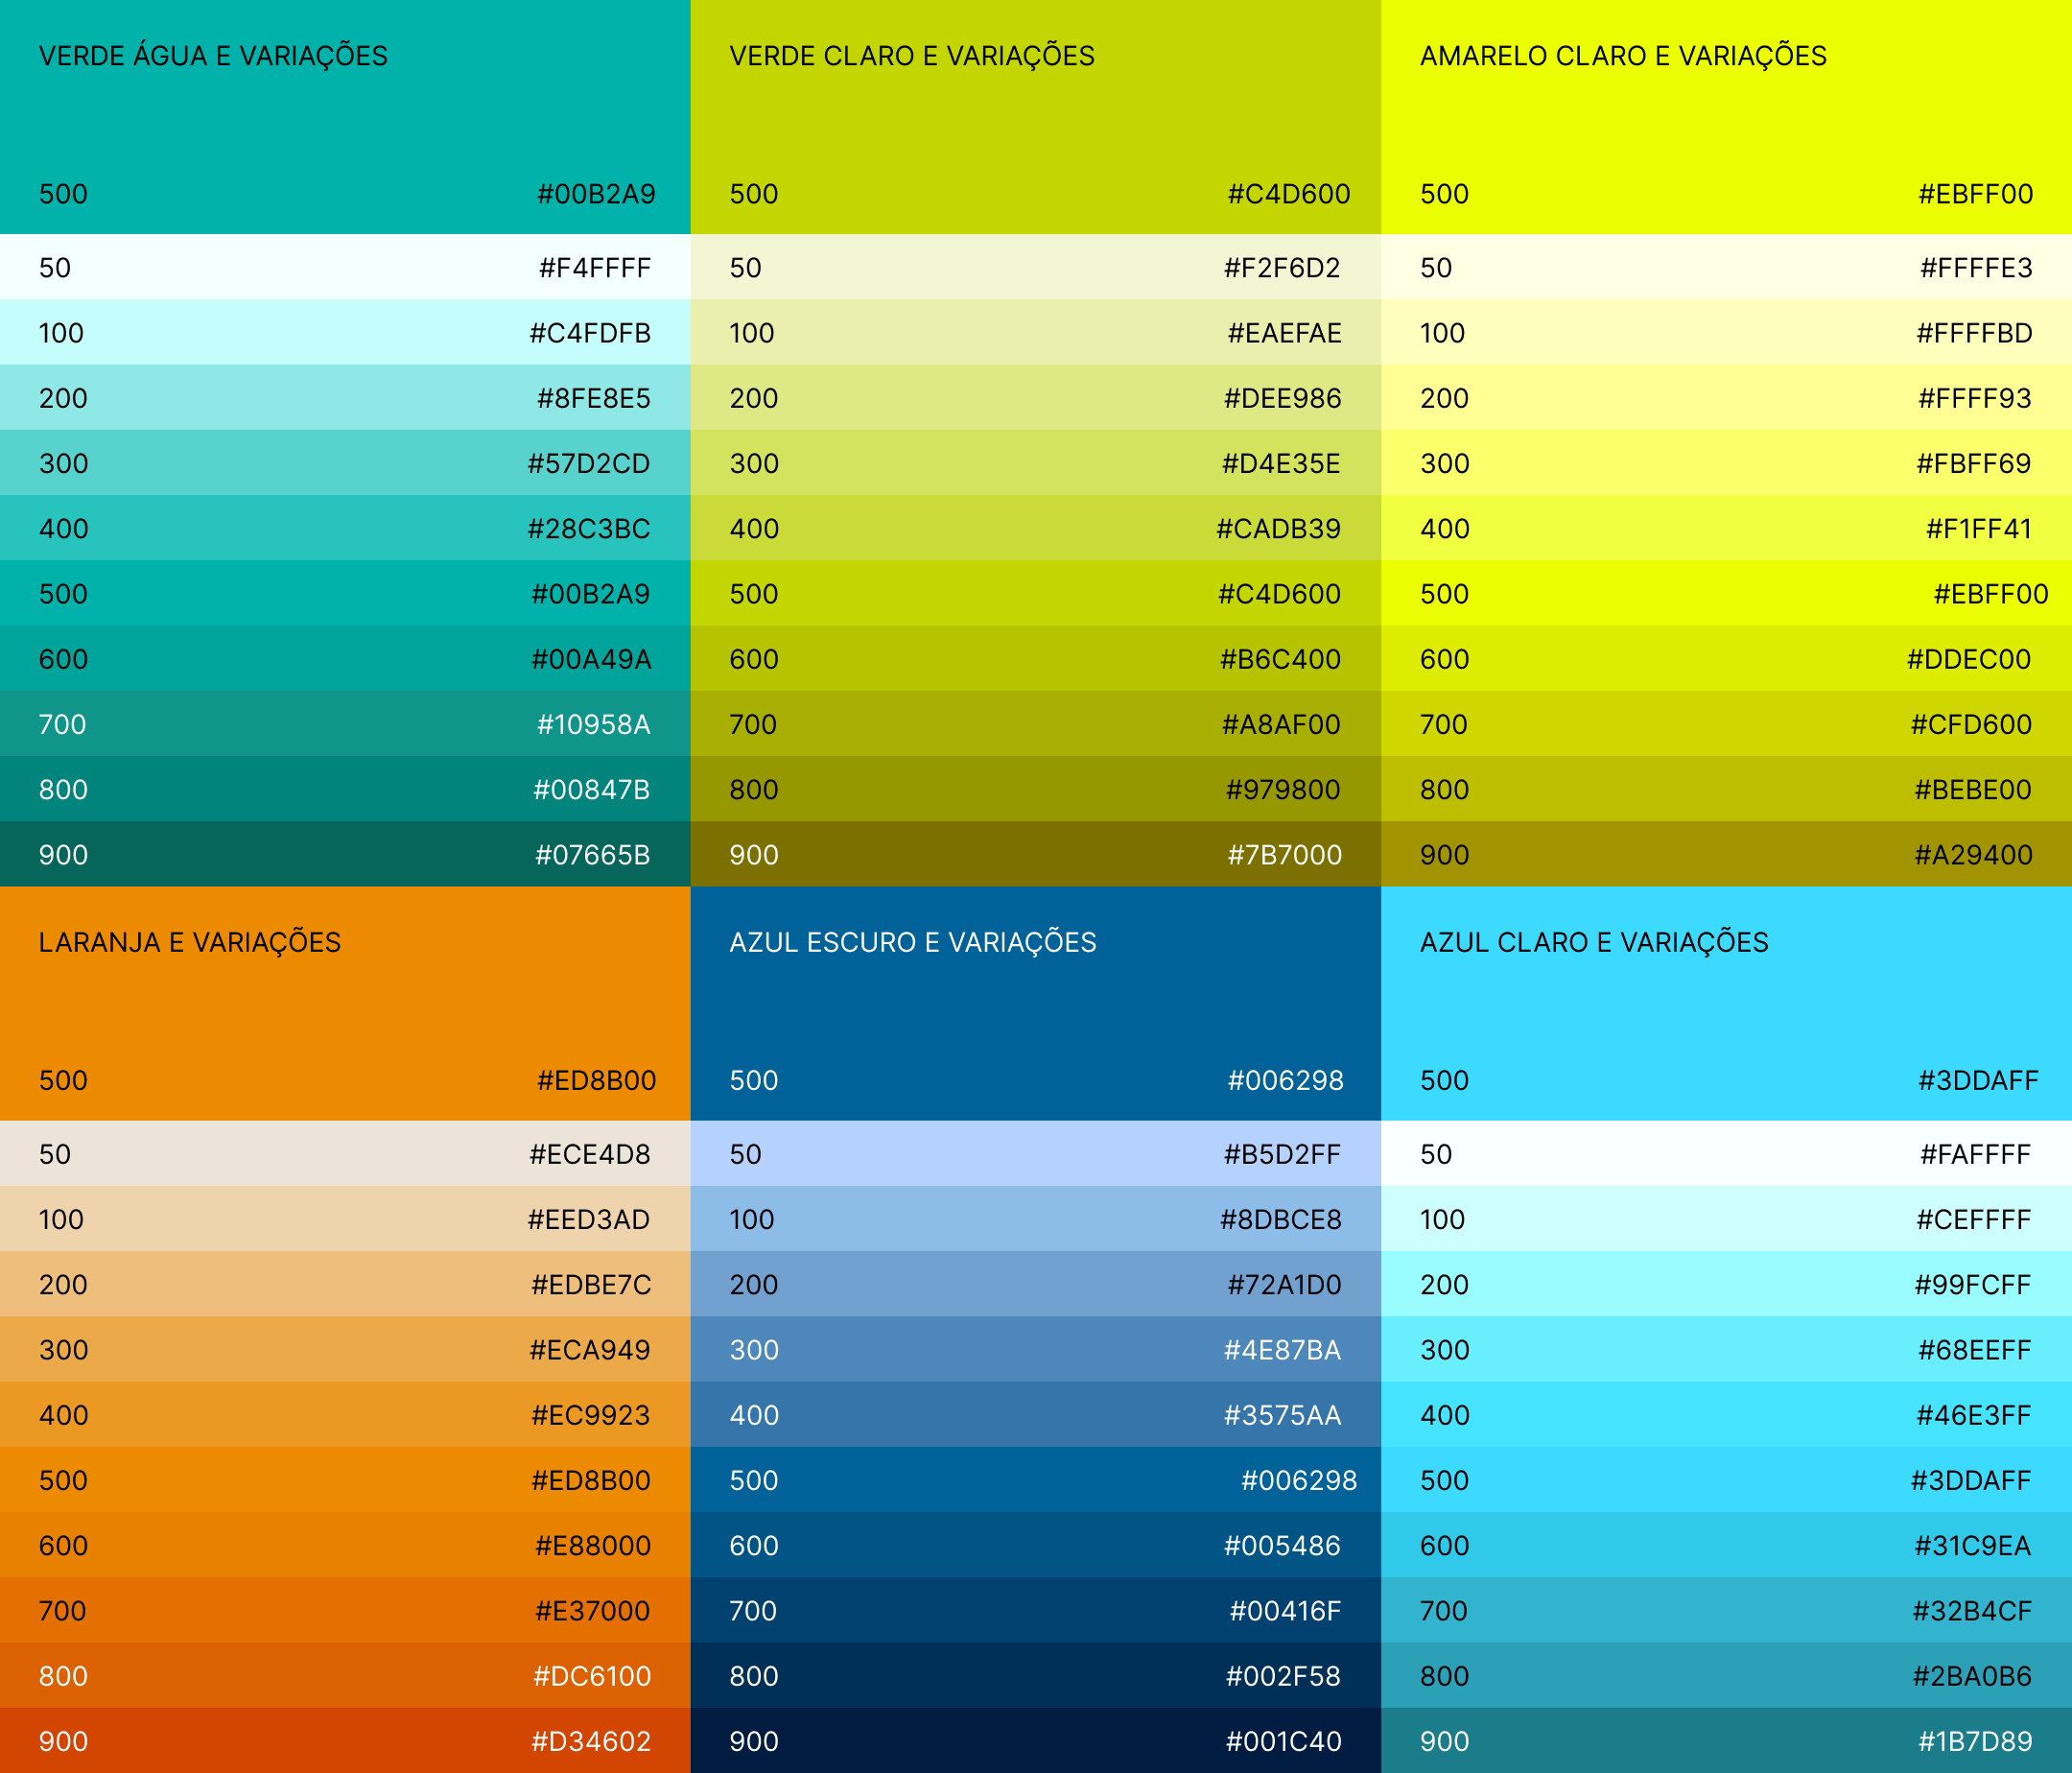 VERDE ÁGUA E VARIAÇÕES
500 #00B2A9
50 #F4FFFF
100 #C4FDFB
200 #8FE8E5
300 #57D2CD
400 #28C3BC
500 #00B2A9
600 #00A49A
700 #10958A
800 #00847B
900 #07665B
VERDE CLARO E VARIAÇÕES
500 #C4D600
50 #F2F6D2
100 #EAEFAE
200 #DEE986
300 #D4E35E
400 #CADB39
500 #C4D600
600 #B6C400
700 #A8AF00
800 #979800
900 #7B7000
AMARELO CLARO E VARIAÇÕES
500 #EBFF00
50 #FFFFE3
100 #FFFFBD
200 #FFFF93
300 #FBFF69
400 #F1FF41
500 #EBFF00
600 #DDEC00
700 #CFD600
800 #BEBE00
900 #A29400
LARANJA E VARIAÇÕES
500 #ED8B00
50 #ECE4D8
100 #EED3AD
200 #EDBE7C
300 #ECA949
400 #EC9923
500 #ED8B00
600 #E88000
700 #E37000
800 #DC6100
900 #D34602
AZUL ESCURO E VARIAÇÕES
500 #006298
50 #B5D2FF
100 #8DBCE8
200 #72A1D0
300 #4E87BA
400 #3575AA
500 #006298
600 #005486
700 #00416F
800 #002F58
900 #001C40
AZUL CLARO E VARIAÇÕES
500 #3DDAFF
50 #FAFFFF
100 #CEFFFF
200 #99FCFF
300 #68EEFF
400 #46E3FF
500 #3DDAFF
600 #31C9EA
700 #32B4CF
800 #2BA0B6
900 #1B7D89